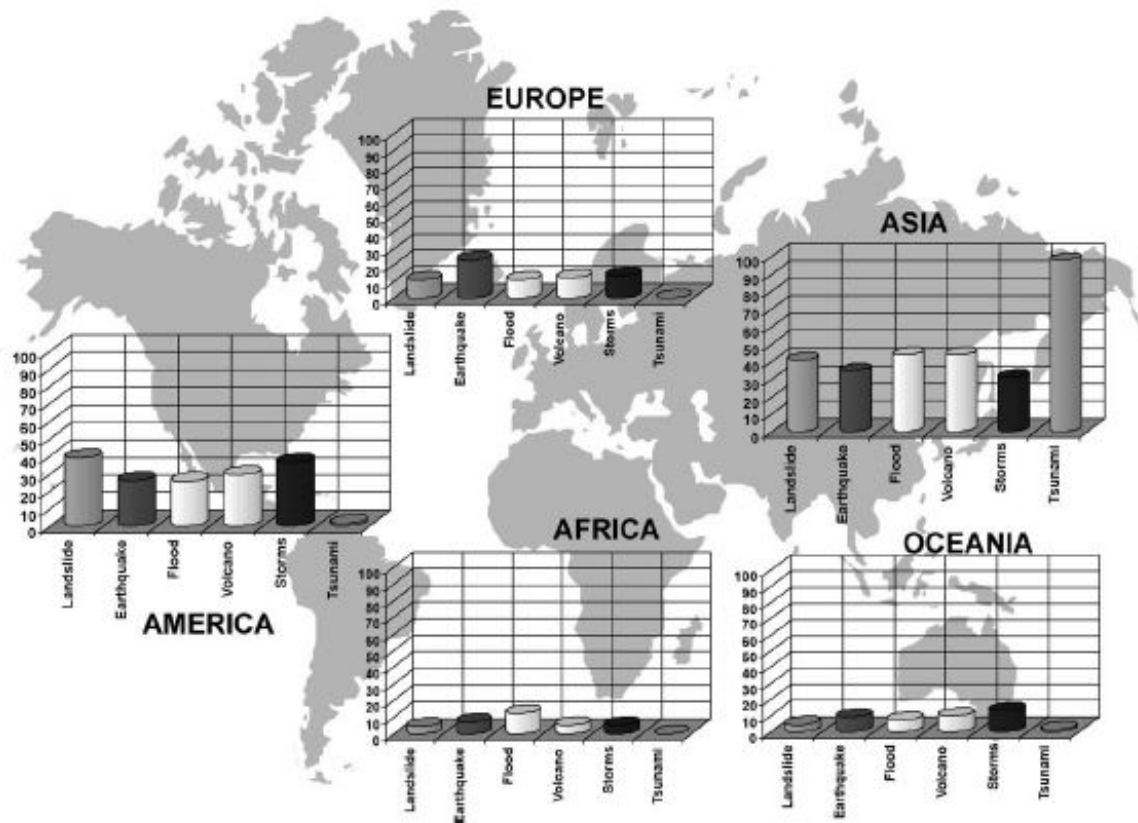 EUROPE
100
90
80
70
60
50
40
30
20
10
0
Landslide
Earthquake
Flood
Volcano
Storms
Tsunami
ASIA
100
90
80
70
60
50
40
30
20
10
0
Landslide
Earthquake
Flood
Volcano
Storms
Tsunami
100
90
80
70
60
50
40
30
20
10
0
Landslide
Earthquake
Flood
Volcano
Storms
Tsunami
AMERICA
AFRICA
100
90
80
70
60
50
40
30
20
10
0
Landslide
Earthquake
Flood
Volcano
Storms
Tsunami
OCEANIA
100
90
80
70
60
50
40
30
20
10
0
Landslide
Earthquake
Flood
Volcano
Storms
Tsunami